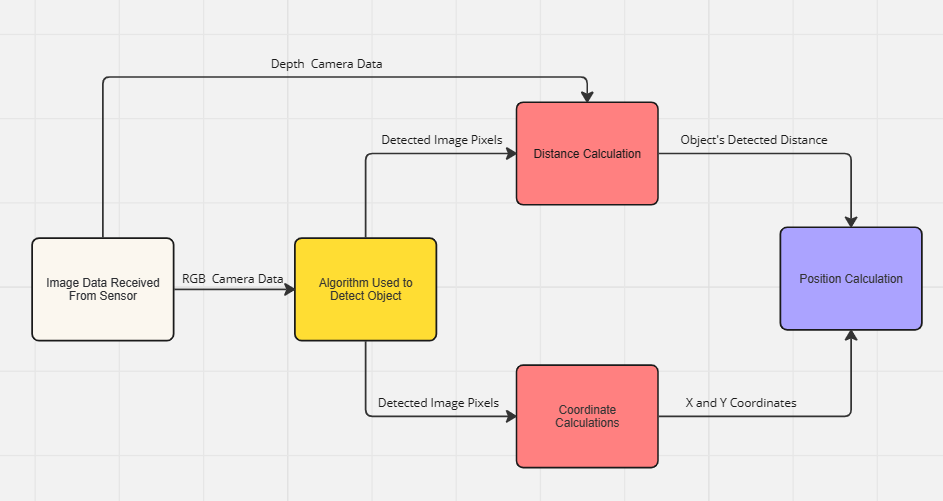 Depth Camera Data
Detected Image Pixels
Distance Calculation
Object's Detected Distance
Image Data Received
From Sensor
RGB Camera Data
Algorithm Used to
Detect Object
Position Calculation
Detected Image Pixels
Coordinate
Calculations
X and Y Coordinates